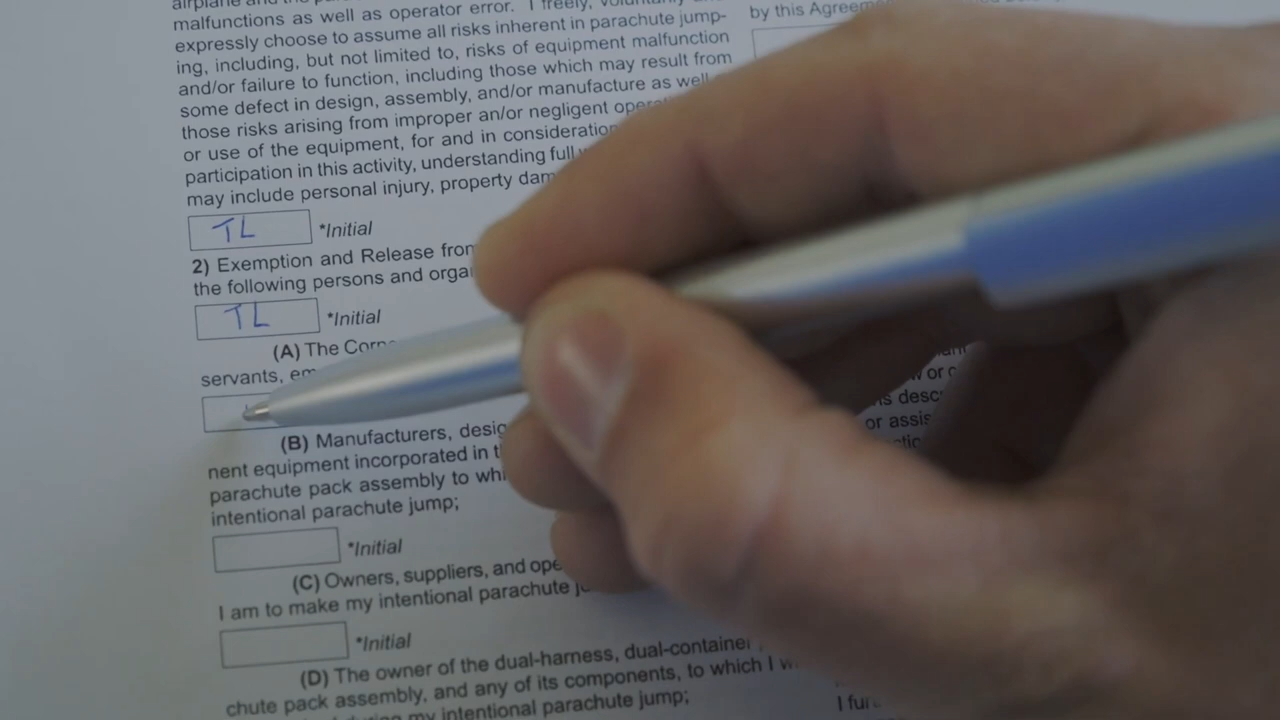 malfunctions as well as operator error. I freely,
expressly choose to assume all risks inherent in parachute jump-
ing, including, but not limited to, risks of equipment malfunction
and/or failure to function, including those which may result from
some defect in design, assembly, and/or manufacture as well
those risks arising from improper an/or negligent
or use of the equipment, for and in consideration
participation in this activity, understanding full
may include personal injury, property
TL *Initial
2) Exemption and Release from
the following persons and
TL *Initial
(A) The
servants,
(B) Manufacturers,
nent equipment incorporated in
parachute pack assembly to
intentional parachute jump;
*Initial
(C) Owners, suppliers, and
I am to make my intentional parachute
*Initial
(D) The owner of the dual-harness, dual-container
chute pack assembly, and any of its components, to which I
my intentional parachute jump;
by this
or
or
I